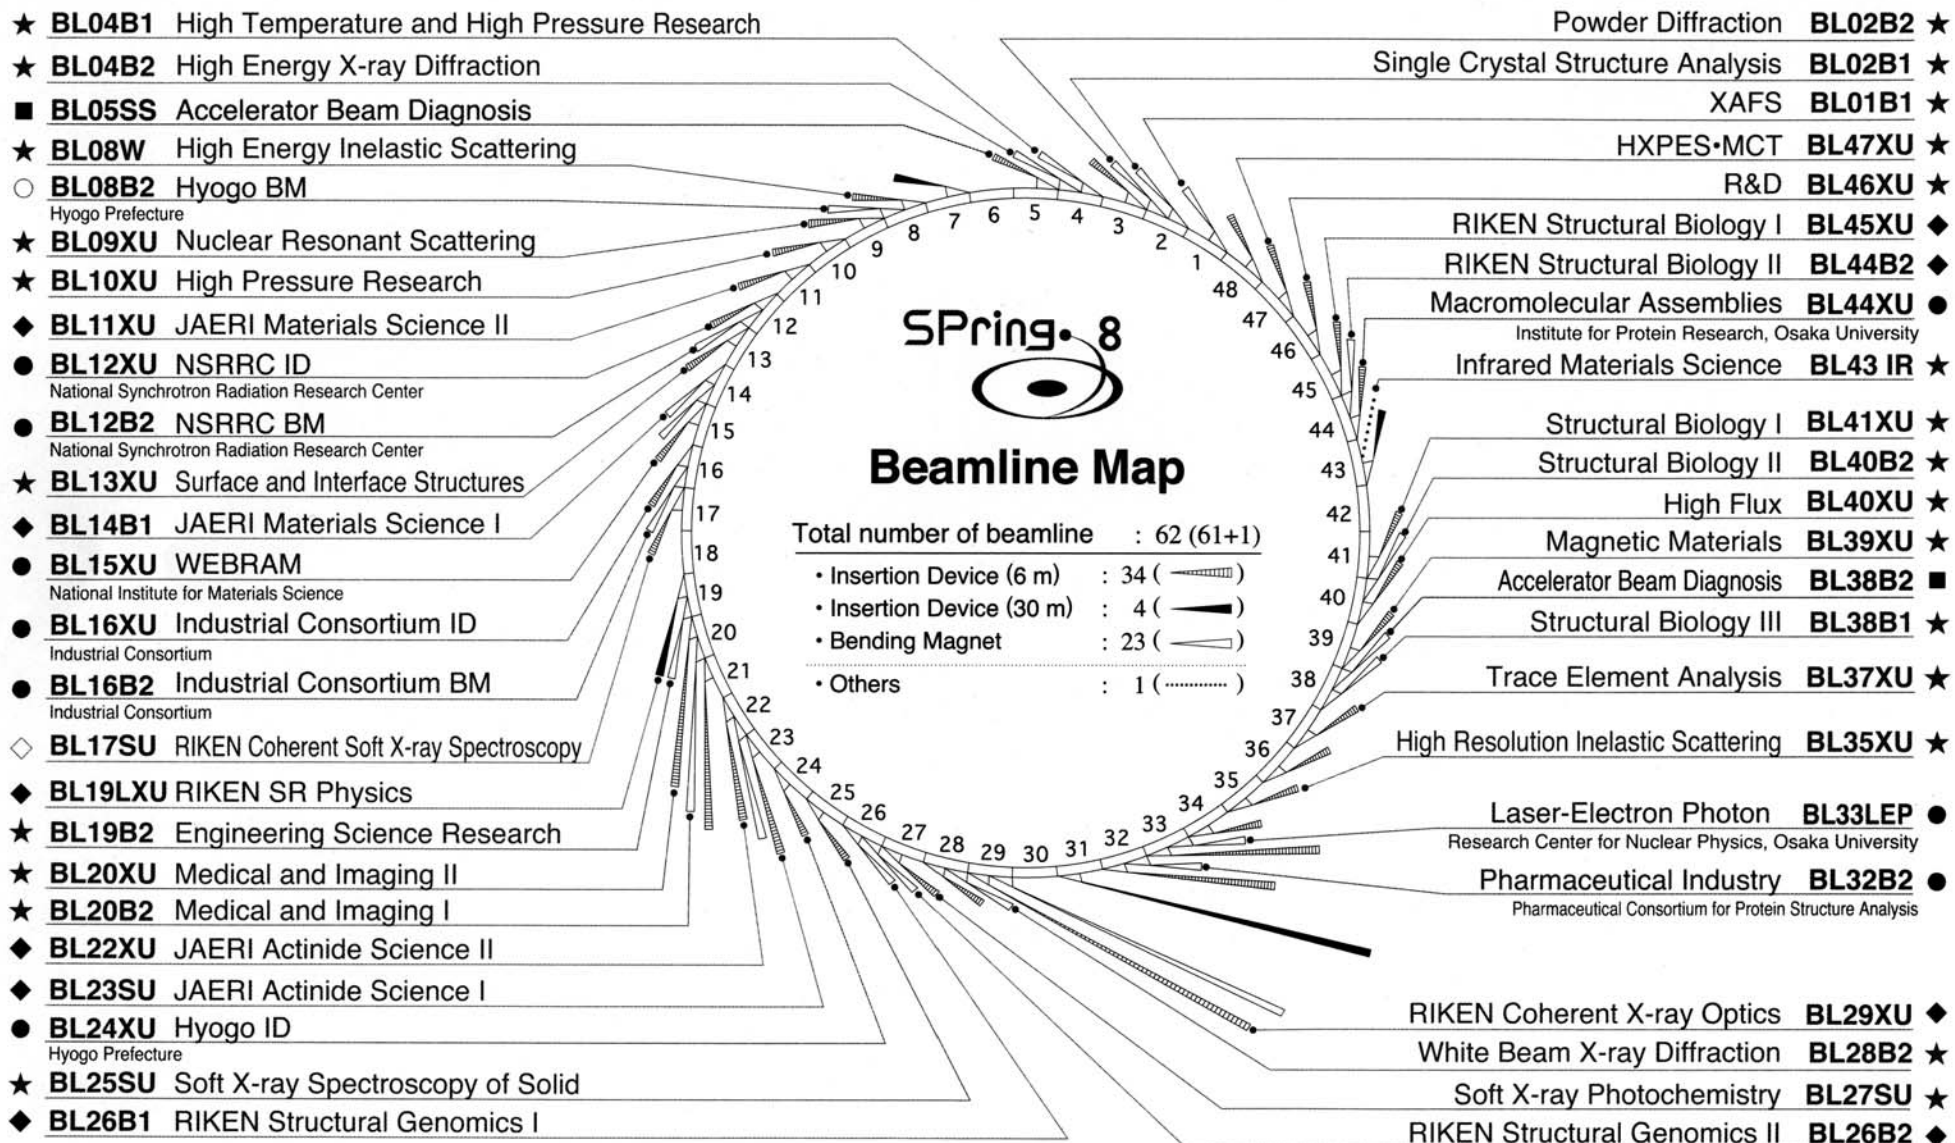 ★ BL04B1 High Temperature and High Pressure Research
★ BL04B2 High Energy X-ray Diffraction
■ BL05SS Accelerator Beam Diagnosis
★ BL08W High Energy Inelastic Scattering
○ BL08B2 Hyogo BM
Hyogo Prefecture
★ BL09XU Nuclear Resonant Scattering
★ BL10XU High Pressure Research
◆ BL11XU JAERI Materials Science II
● BL12XU NSRRC ID
National Synchrotron Radiation Research Center
● BL12B2 NSRRC BM
National Synchrotron Radiation Research Center
★ BL13XU Surface and Interface Structures
◆ BL14B1 JAERI Materials Science I
● BL15XU WEBRAM
National Institute for Materials Science
● BL16XU Industrial Consortium ID
Industrial Consortium
● BL16B2 Industrial Consortium BM
Industrial Consortium
◇ BL17SU RIKEN Coherent Soft X-ray Spectroscopy
◆ BL19LXU RIKEN SR Physics
★ BL19B2 Engineering Science Research
★ BL20XU Medical and Imaging II
★ BL20B2 Medical and Imaging I
◆ BL22XU JAERI Actinide Science II
◆ BL23SU JAERI Actinide Science I
● BL24XU Hyogo ID
Hyogo Prefecture
★ BL25SU Soft X-ray Spectroscopy of Solid
◆ BL26B1 RIKEN Structural Genomics I
SPring-8
Beamline Map
Total number of beamline : 62 (61+1)
・Insertion Device (6 m) : 34 ( )
・Insertion Device (30 m) : 4 ( )
・Bending Magnet : 23 ( )
・Others : 1 ( )
1
2
3
4
5
6
7
8
9
10
11
12
13
14
15
16
17
18
19
20
21
22
23
24
25
26
27
28
29
30
31
32
33
34
35
36
37
38
39
40
41
42
43
44
45
46
47
48
Powder Diffraction BL02B2 ★
Single Crystal Structure Analysis BL02B1 ★
XAFS BL01B1 ★
HXPES・MCT BL47XU ★
R&D BL46XU ★
RIKEN Structural Biology I BL45XU ◆
RIKEN Structural Biology II BL44B2 ◆
Macromolecular Assemblies BL44XU ●
Institute for Protein Research, Osaka University
Infrared Materials Science BL43 IR ★
Structural Biology I BL41XU ★
Structural Biology II BL40B2 ★
High Flux BL40XU ★
Magnetic Materials BL39XU ★
Accelerator Beam Diagnosis BL38B2 ■
Structural Biology III BL38B1 ★
Trace Element Analysis BL37XU ★
High Resolution Inelastic Scattering BL35XU ★
Laser-Electron Photon BL33LEP ●
Research Center for Nuclear Physics, Osaka University
Pharmaceutical Industry BL32B2 ●
Pharmaceutical Consortium for Protein Structure Analysis
RIKEN Coherent X-ray Optics BL29XU ◆
White Beam X-ray Diffraction BL28B2 ★
Soft X-ray Photochemistry BL27SU ★
RIKEN Structural Genomics II BL26B2 ◆